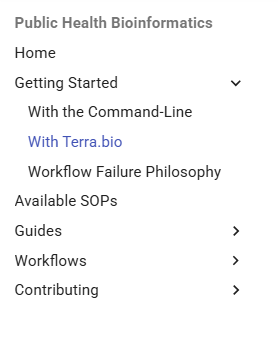 Public Health Bioinformatics
Home
Getting Started
With the Command-Line
With Terra.bio
Workflow Failure Philosophy
Available SOPs
Guides
Workflows
Contributing